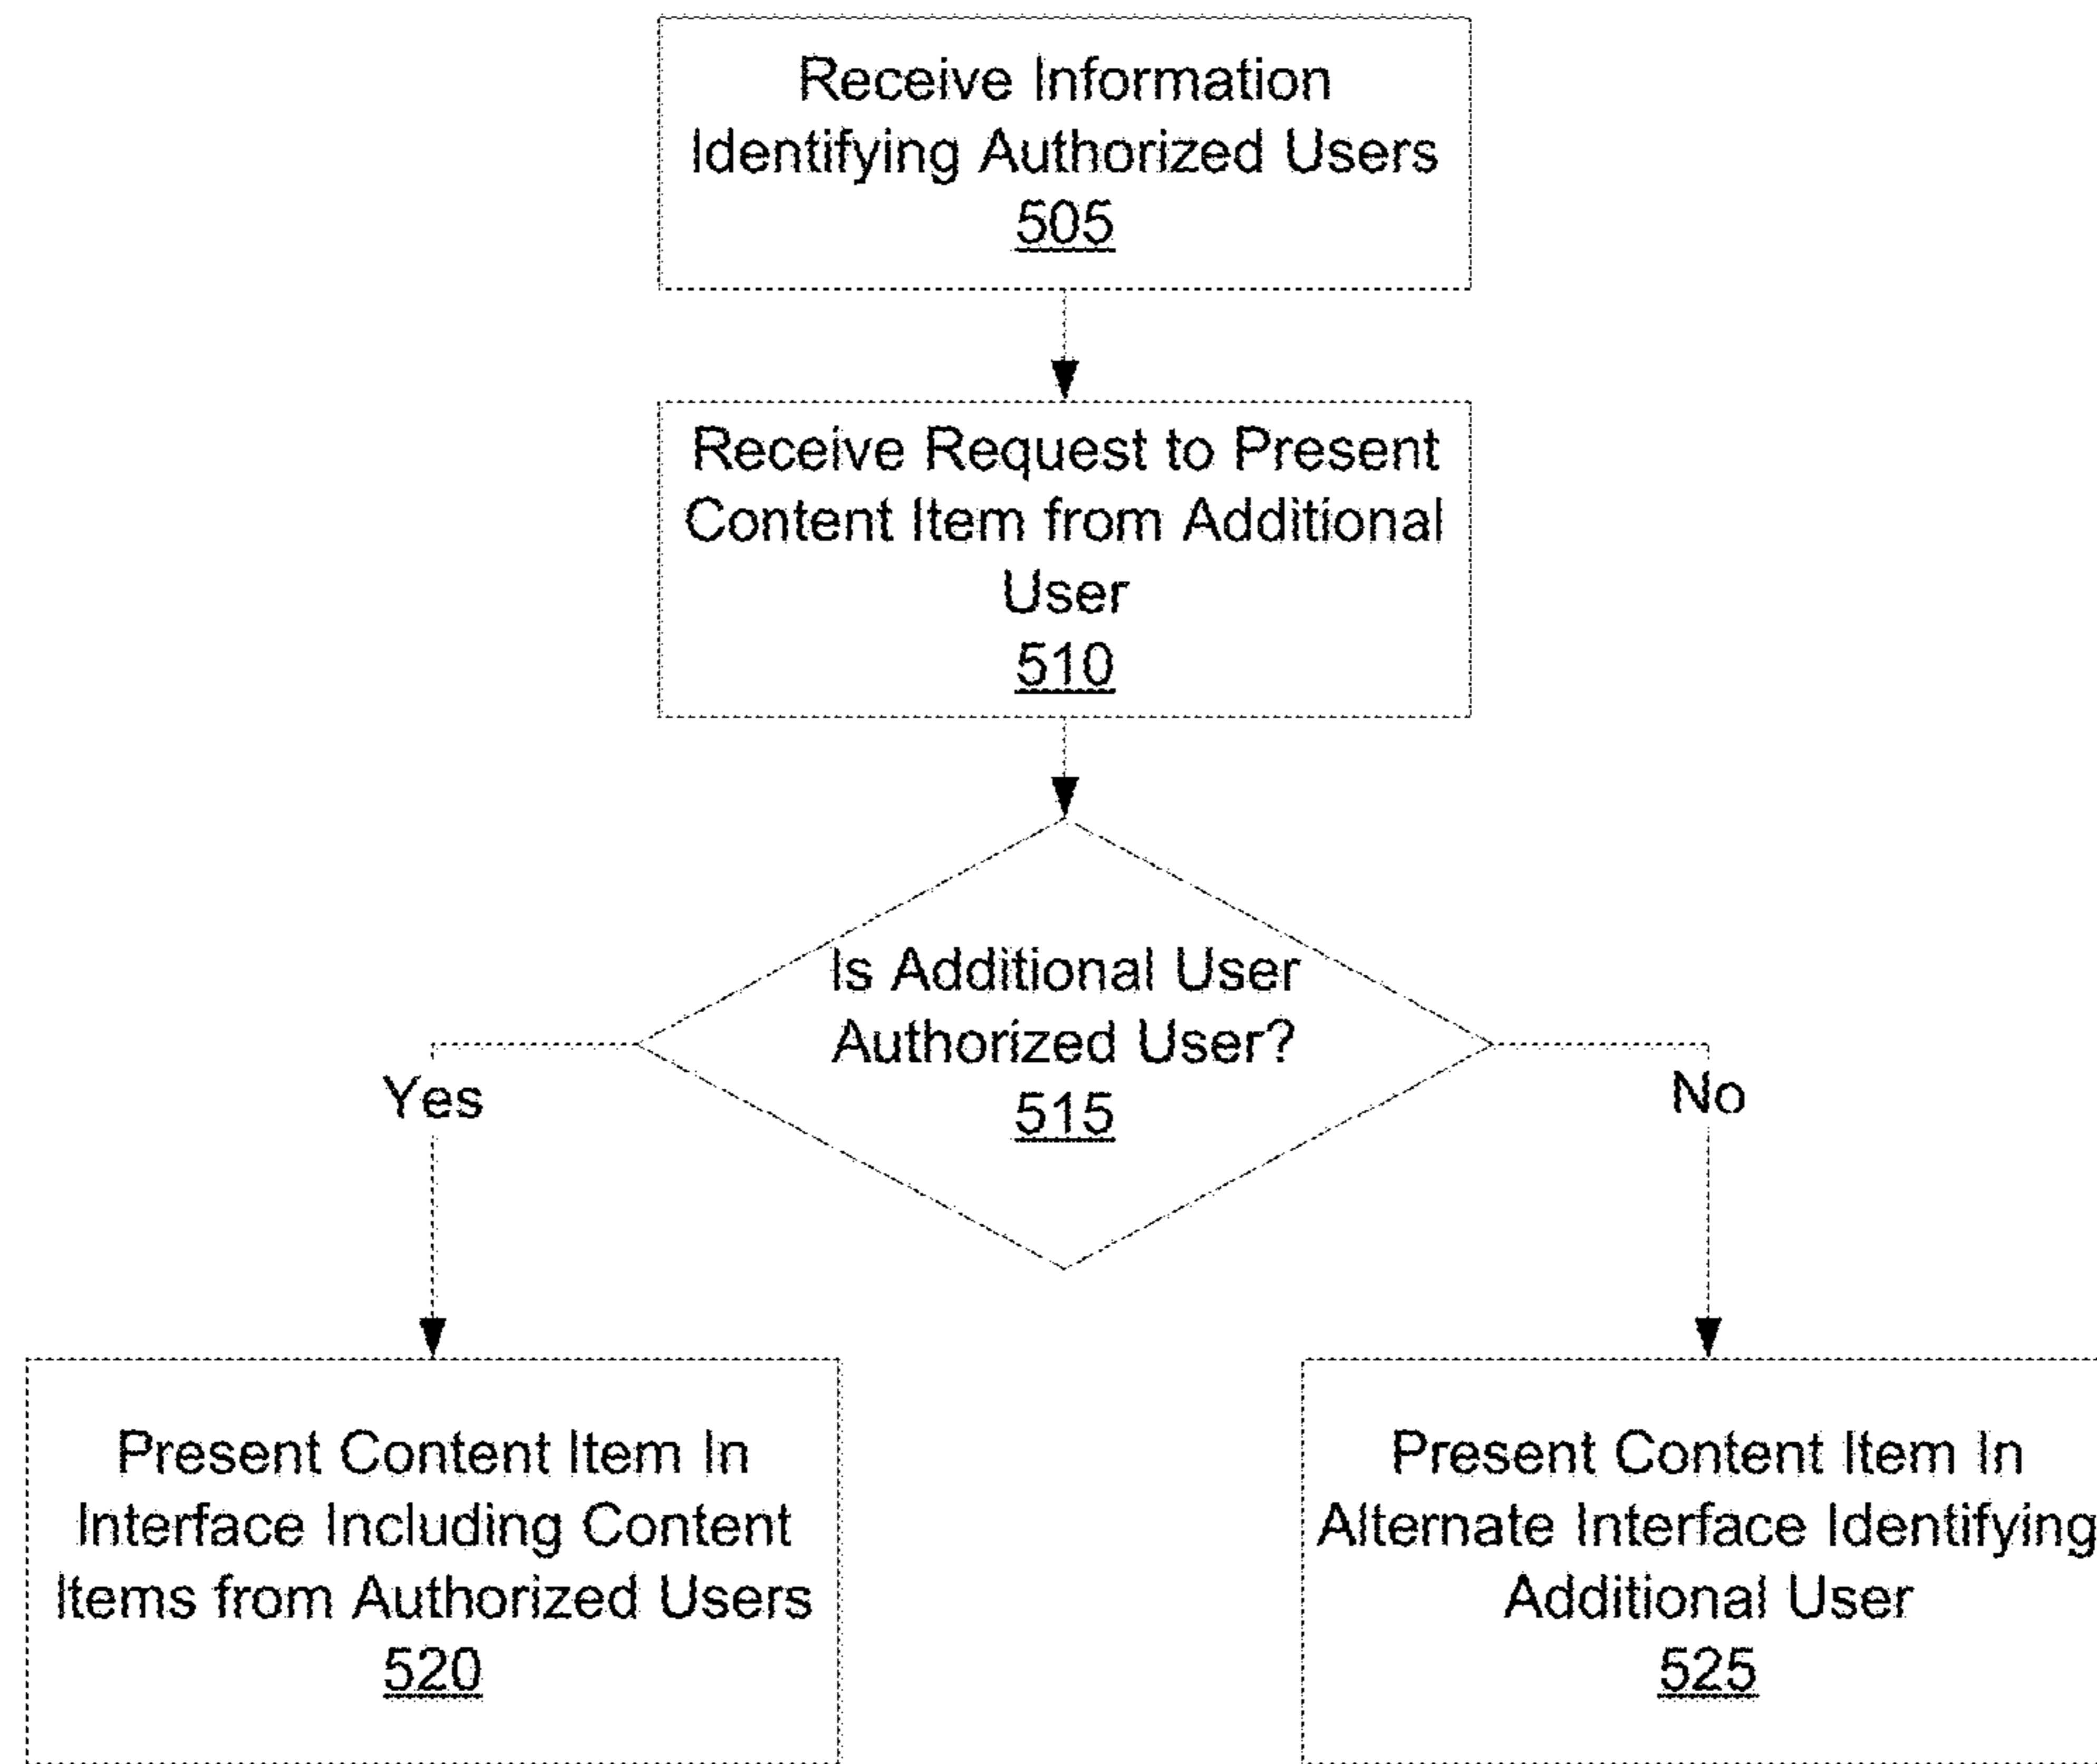 Receive Information
Identifying Authorized Users
505
Receive Request to Present
Content Item from Additional
User
510
Is Additional User
Authorized User?
515
Yes
No
Present Content Item In
Interface Including Content
Items from Authorized Users
520
Present Content Item In
Alternate Interface Identifying
Additional User
525